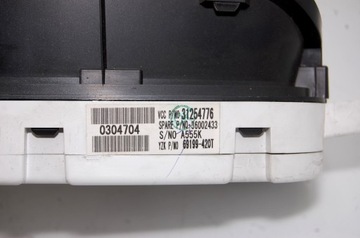 VCC P/NO 31254776
SPARE P/NO 36002433
S/NO A555K
YZK P/NO 69199-420T
0304704